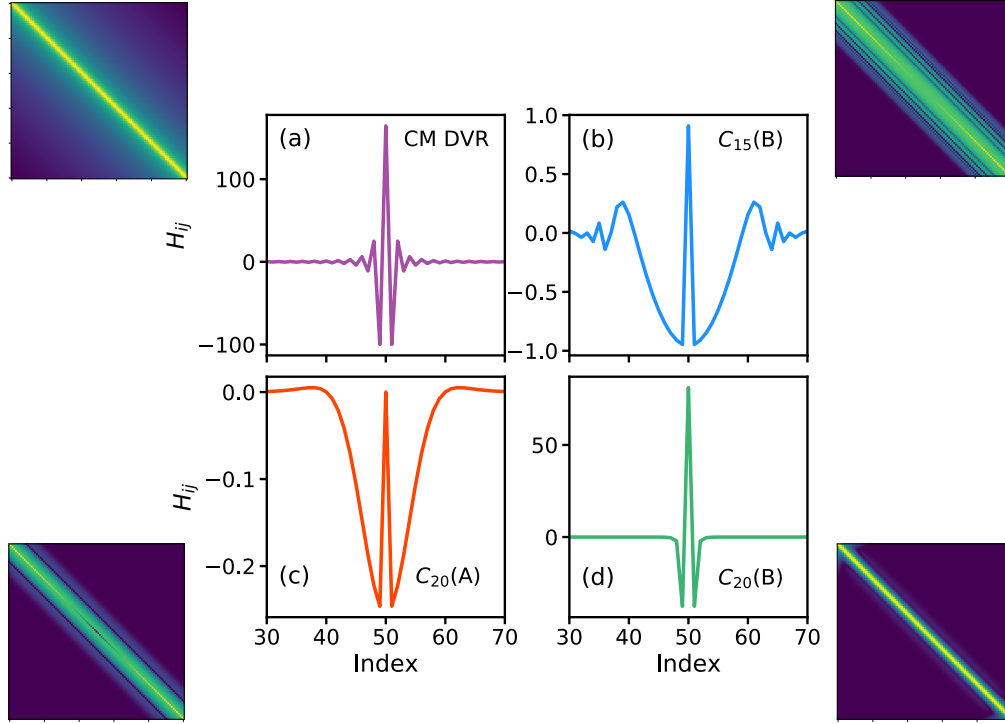 (a) CM DVR
100
0
−100
H_ij
(b) C_15(B)
1.0
0.5
0.0
−0.5
−1.0
(c) C_20(A)
0.0
−0.1
−0.2
H_ij
30 40 50 60 70
Index
(d) C_20(B)
50
0
30 40 50 60 70
Index